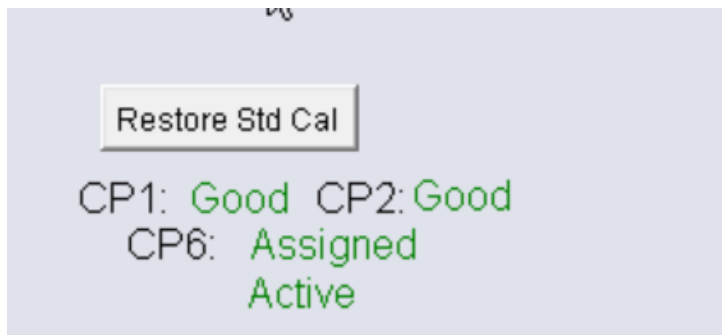 Restore Std Cal
CP1: Good CP2: Good
CP6: Assigned
Active